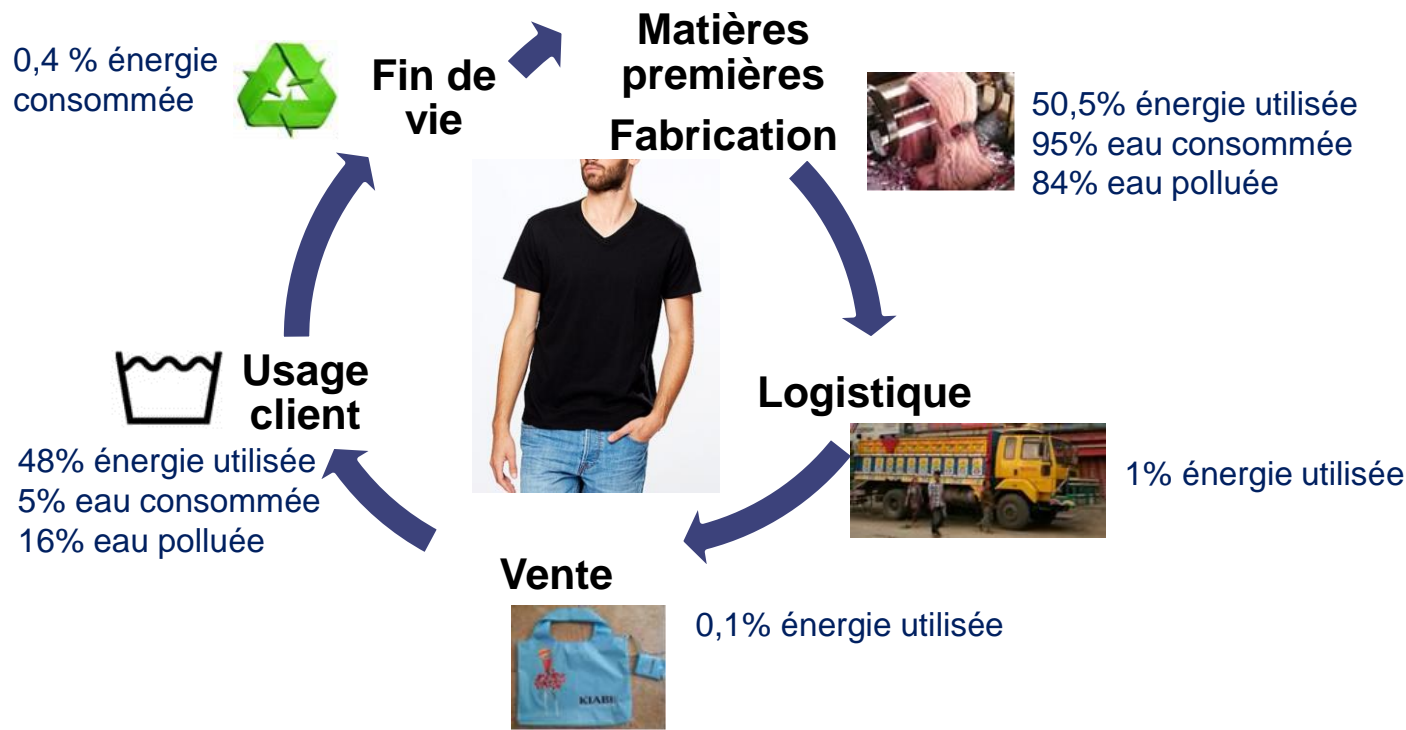 Matières
premières
Fabrication
50,5% énergie utilisée
95% eau consommée
84% eau polluée
Logistique
1% énergie utilisée
Vente
0,1% énergie utilisée
KIABI
Usage
client
48% énergie utilisée
5% eau consommée
16% eau polluée
Fin de
vie
0,4 % énergie
consommée